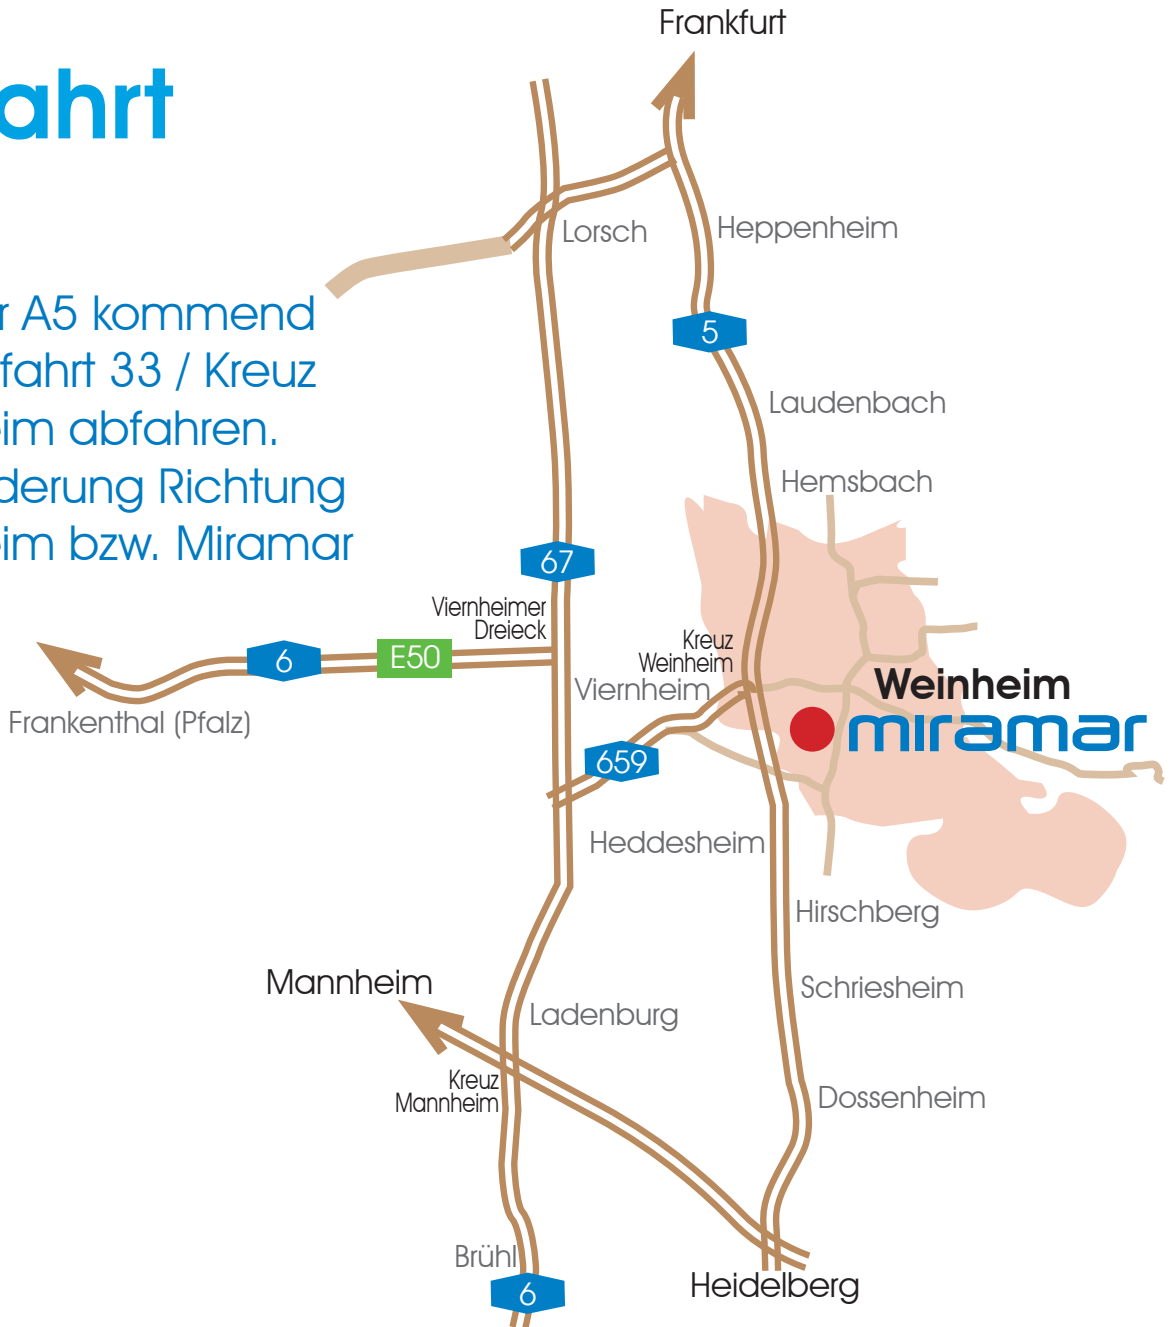 Frankfurt
ahrt
Lorsch
Heppenheim
r A5 kommend
fahrt 33 / Kreuz
eim abfahren.
derung Richtung
eim bzw. Miramar
5
Laudenbach
Hemsbach
67
Viernheimer
Dreieck
6
E50
Frankenthal (Pfalz)
Kreuz
Weinheim
Viernheim
Weinheim
miramar
659
Heddesheim
Hirschberg
Mannheim
Schriesheim
Ladenburg
Kreuz
Mannheim
Dossenheim
Brühl
6
Heidelberg